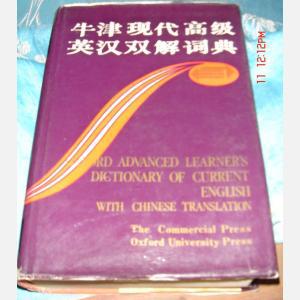 牛津现代高级
英汉双解词典
RD ADVANCED LEARNER'S
DICTIONARY OF CURRENT
ENGLISH
WITH CHINESE TRANSLATION
The Commercial Press
Oxford University Press
11 12:12PM